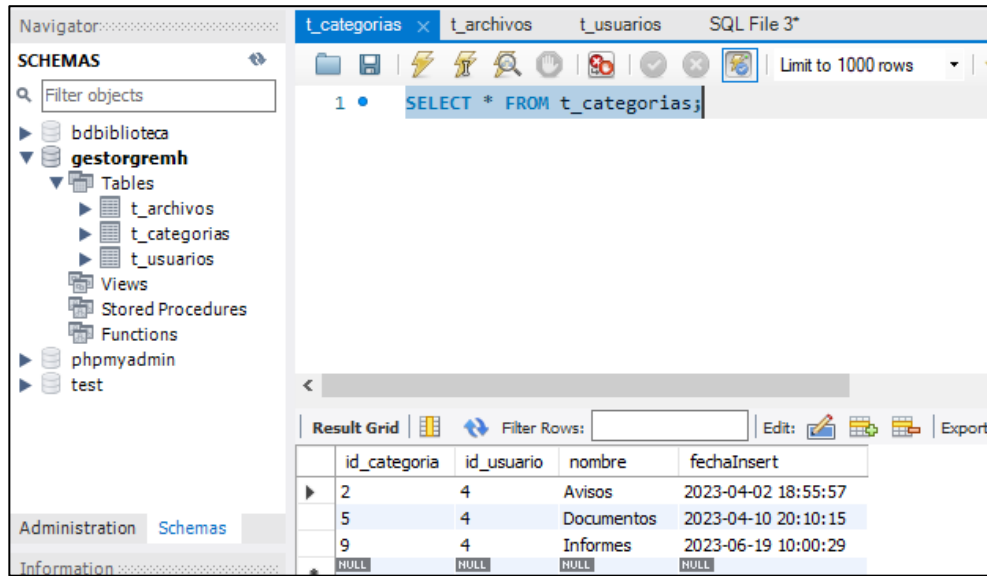 Navigator
SCHEMAS
Filter objects
bdbiblioteca
gestorgremh
Tables
t_archivos
t_categorias
t_usuarios
Views
Stored Procedures
Functions
phpmyadmin
test
Administration Schemas
Information
t_categorias t_archivos t_usuarios SQL File 3*
Limit to 1000 rows
1 SELECT * FROM t_categorias;
Result Grid Filter Rows: Edit: Export
id_categoria id_usuario nombre fechaInsert
2 4 Avisos 2023-04-02 18:55:57
5 4 Documentos 2023-04-10 20:10:15
9 4 Informes 2023-06-19 10:00:29
* NULL NULL NULL NULL